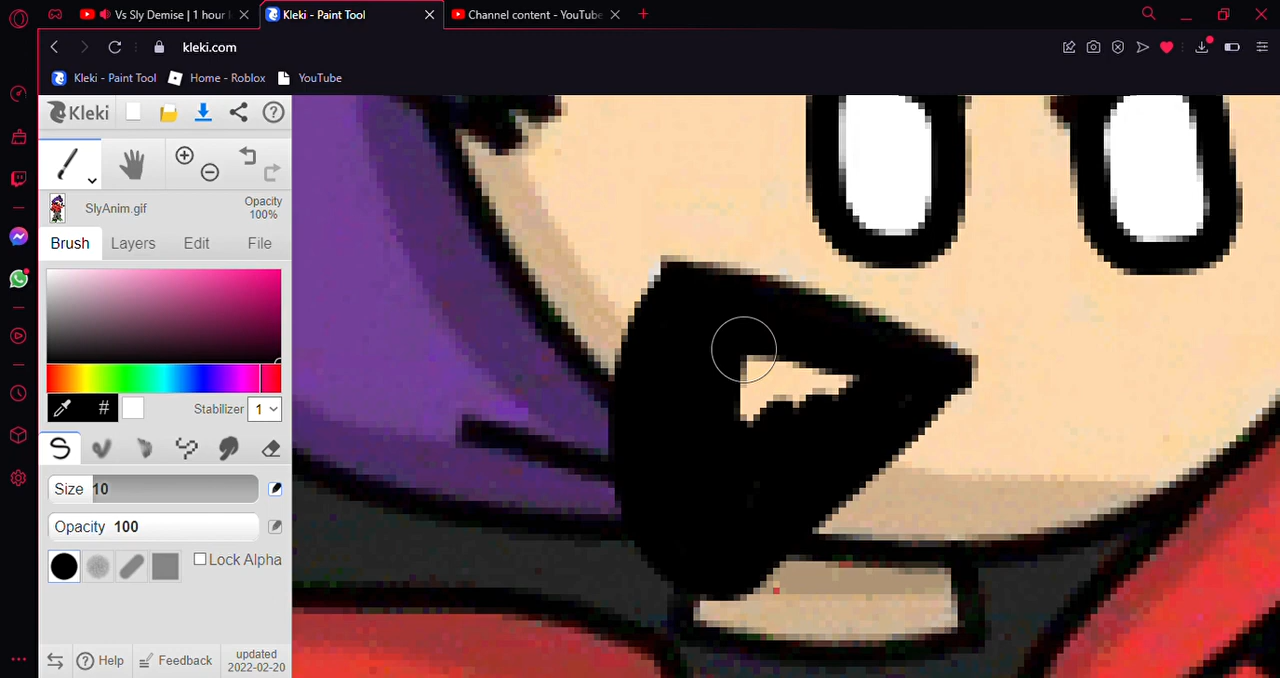 Vs Sly Demise | 1 hour
Kleki - Paint Tool
Channel content - YouTube
kleki.com
Kleki - Paint Tool
Home - Roblox
YouTube
Kleki
SlyAnim.gif
Opacity
100%
Brush
Layers
Edit
File
#
Stabilizer
1
Size 10
Opacity 100
Lock Alpha
Help
Feedback
updated
2022-02-20